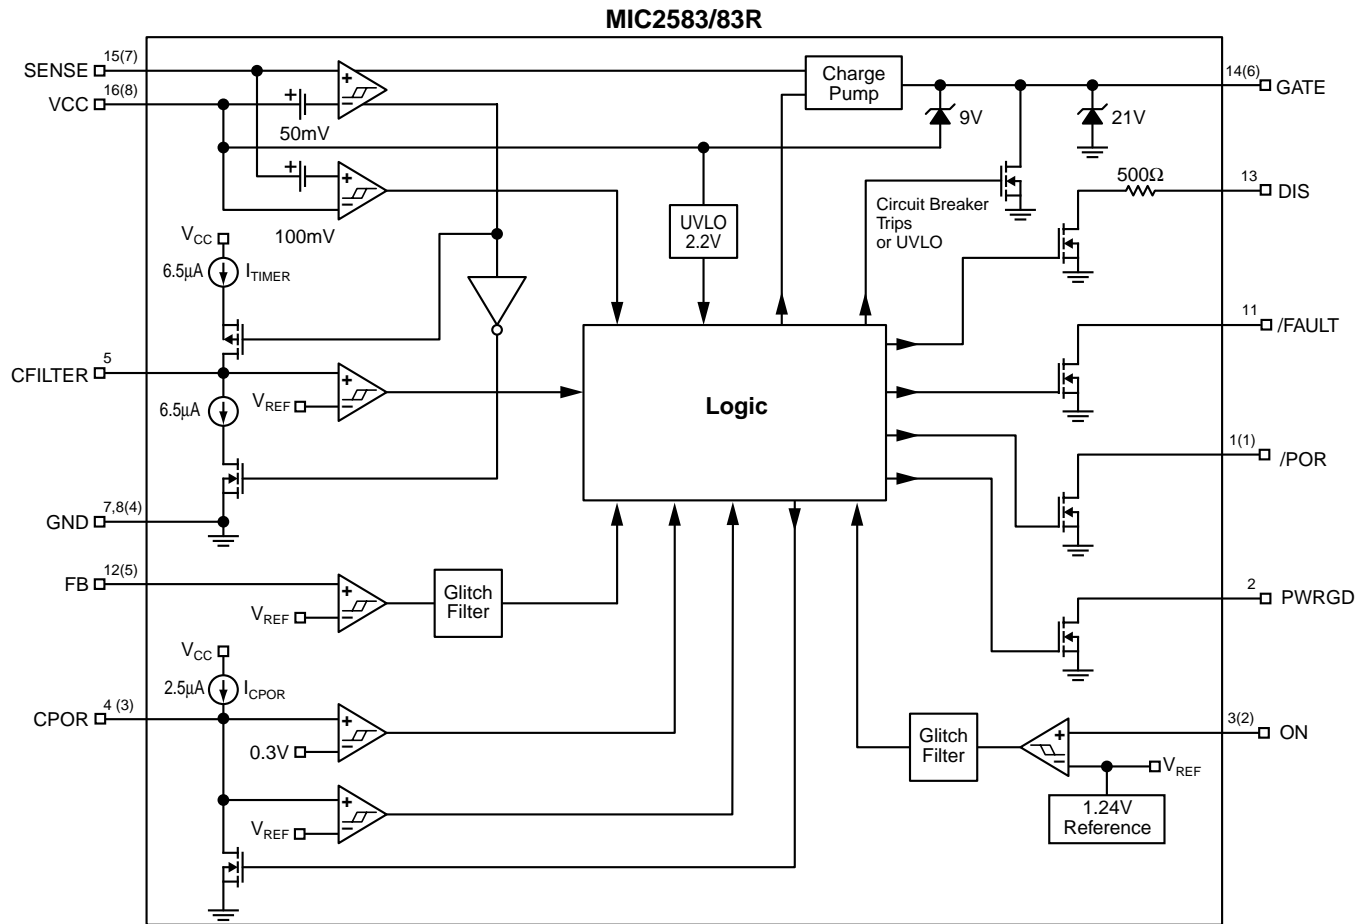 MIC2583/83R
SENSE
15(7)
VCC
16(8)
50mV
100mV
Charge
Pump
9V
21V
14(6)
GATE
500Ω
13
DIS
Circuit Breaker
Trips
or UVLO
UVLO
2.2V
VCC
6.5µA
ITIMER
11
/FAULT
5
CFILTER
6.5µA
VREF
Logic
1(1)
/POR
7,8(4)
GND
12(5)
FB
VREF
Glitch
Filter
2
PWRGD
VCC
2.5µA
ICPOR
4 (3)
CPOR
0.3V
VREF
Glitch
Filter
3(2)
ON
VREF
1.24V
Reference